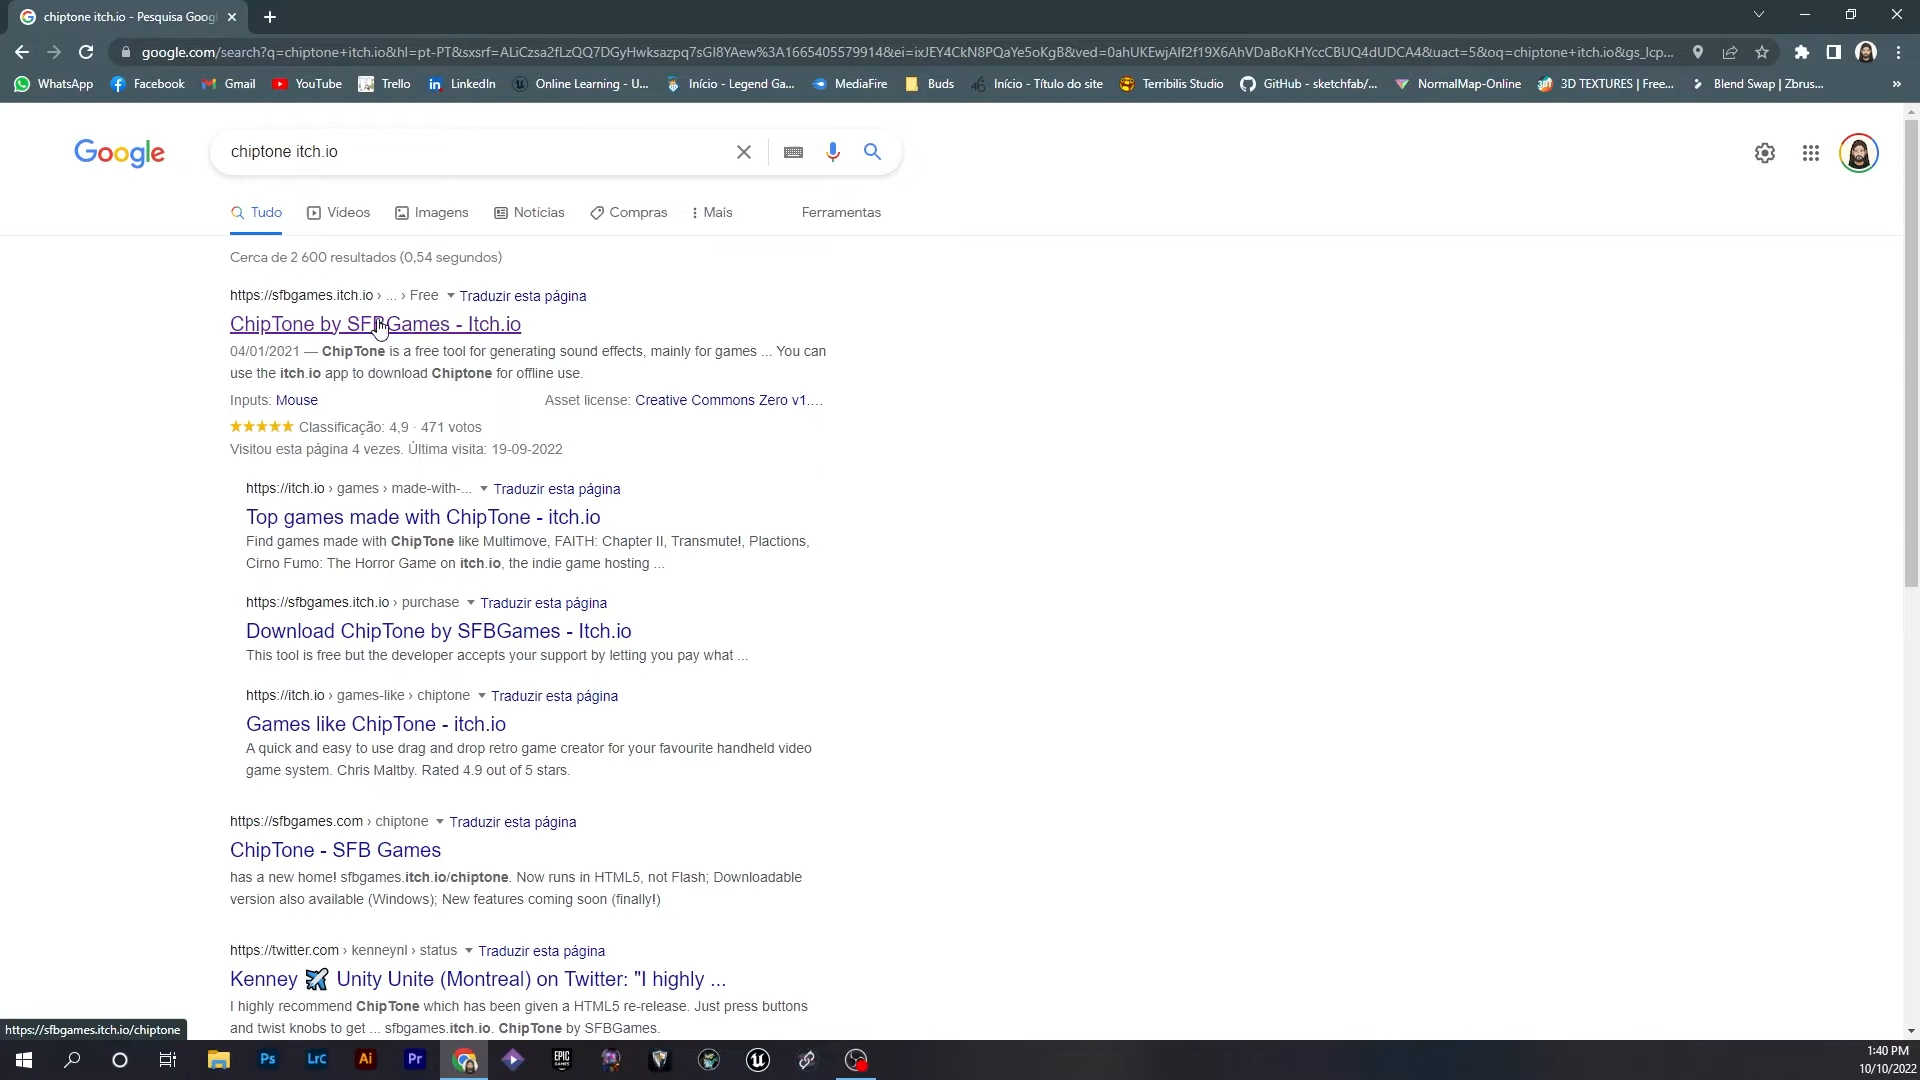 chiptone itch.io - Pesquisa Goog
google.com/search?q=chiptone+itch.io&hl=pt-PT&sxsrf=ALiCzsa2fLzQQ7DGyHwksazpq7sGI8YAew%3A1665405579914&ei=ixJEY4CkN8PQaYe5oKgB&ved=0ahUKEwjAlf2f19X6AhVDaBoKHYccCBUQ4dUDCA4&uact=5&oq=chiptone+itch.io&gs_lcp...
WhatsApp Facebook Gmail YouTube Trello LinkedIn Online Learning - U... Início - Legend Ga... MediaFire Buds Início - Título do site Terribilis Studio GitHub - sketchfab/... NormalMap-Online 3D TEXTURES | Free... Blend Swap | Zbrus... »
Google
chiptone itch.io
Tudo Vídeos Imagens Notícias Compras Mais Ferramentas
Cerca de 2 600 resultados (0,54 segundos)
https://sfbgames.itch.io › ... › Free Traduzir esta página
ChipTone by SFBGames - Itch.io
04/01/2021 — ChipTone is a free tool for generating sound effects, mainly for games ... You can
use the itch.io app to download Chiptone for offline use.
Inputs: Mouse Asset license: Creative Commons Zero v1....
Classificação: 4,9 · 471 votos
Visitou esta página 4 vezes. Última visita: 19-09-2022
https://itch.io › games › made-with-... Traduzir esta página
Top games made with ChipTone - itch.io
Find games made with ChipTone like Multimove, FAITH: Chapter II, Transmute!, Plactions,
Cirno Fumo: The Horror Game on itch.io, the indie game hosting ...
https://sfbgames.itch.io › purchase Traduzir esta página
Download ChipTone by SFBGames - Itch.io
This tool is free but the developer accepts your support by letting you pay what ...
https://itch.io › games-like › chiptone Traduzir esta página
Games like ChipTone - itch.io
A quick and easy to use drag and drop retro game creator for your favourite handheld video
game system. Chris Maltby. Rated 4.9 out of 5 stars.
https://sfbgames.com › chiptone Traduzir esta página
ChipTone - SFB Games
has a new home! sfbgames.itch.io/chiptone. Now runs in HTML5, not Flash; Downloadable
version also available (Windows); New features coming soon (finally!)
https://twitter.com › kenneynl › status Traduzir esta página
Kenney ✈️ Unity Unite (Montreal) on Twitter: "I highly ...
I highly recommend ChipTone which has been given a HTML5 re-release. Just press buttons
and twist knobs to get ... sfbgames.itch.io. ChipTone by SFBGames.
https://sfbgames.itch.io/chiptone
Ps LrC Ai Pr EPIC GAMES
1:40 PM
10/10/2022